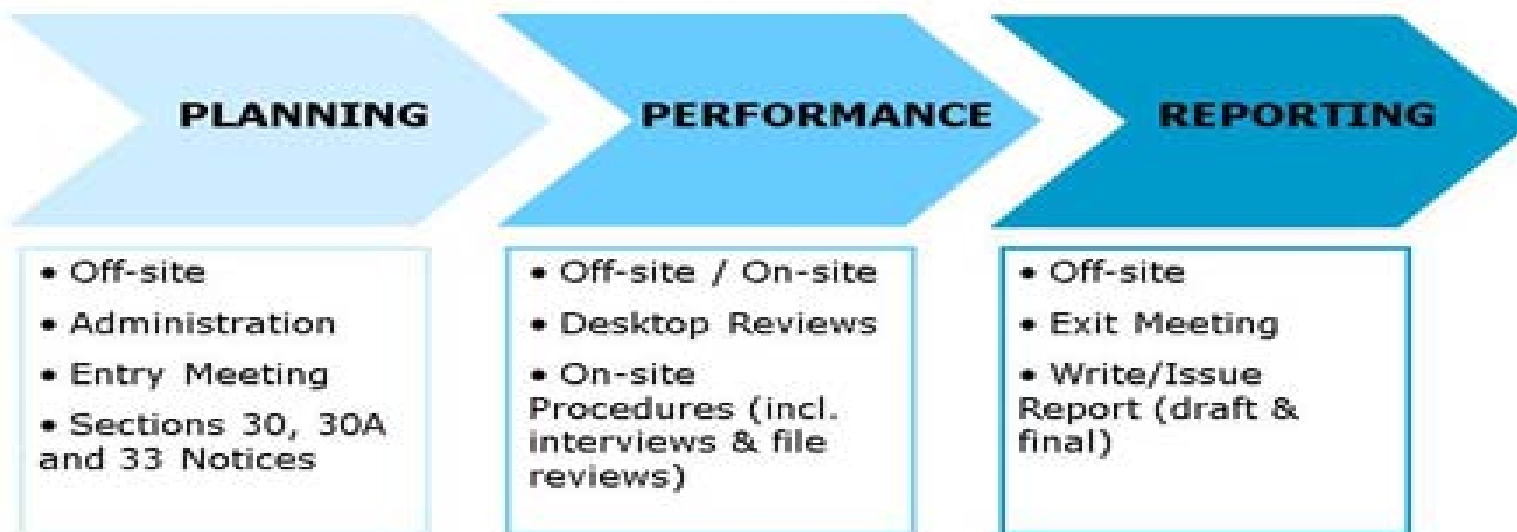 PLANNING
• Off-site
• Administration
• Entry Meeting
• Sections 30, 30A
and 33 Notices
PERFORMANCE
• Off-site / On-site
• Desktop Reviews
• On-site
Procedures (incl.
interviews & file
reviews)
REPORTING
• Off-site
• Exit Meeting
• Write/Issue
Report (draft &
final)